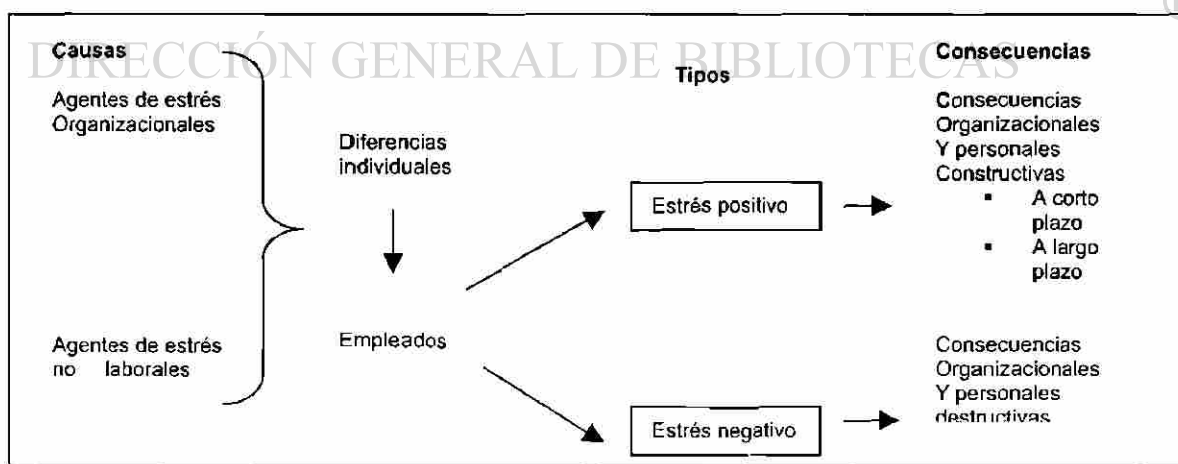 DIRECCIÓN GENERAL DE BIBLIOTECAS
Causas
Agentes de estrés
Organizacionales
Agentes de estrés
no laborales
Diferencias
individuales
Empleados
Tipos
Estrés positivo
Estrés negativo
Consecuencias
Consecuencias
Organizacionales
Y personales
Constructivas
▪ A corto
plazo
▪ A largo
plazo
Consecuencias
Organizacionales
Y personales
destructivas